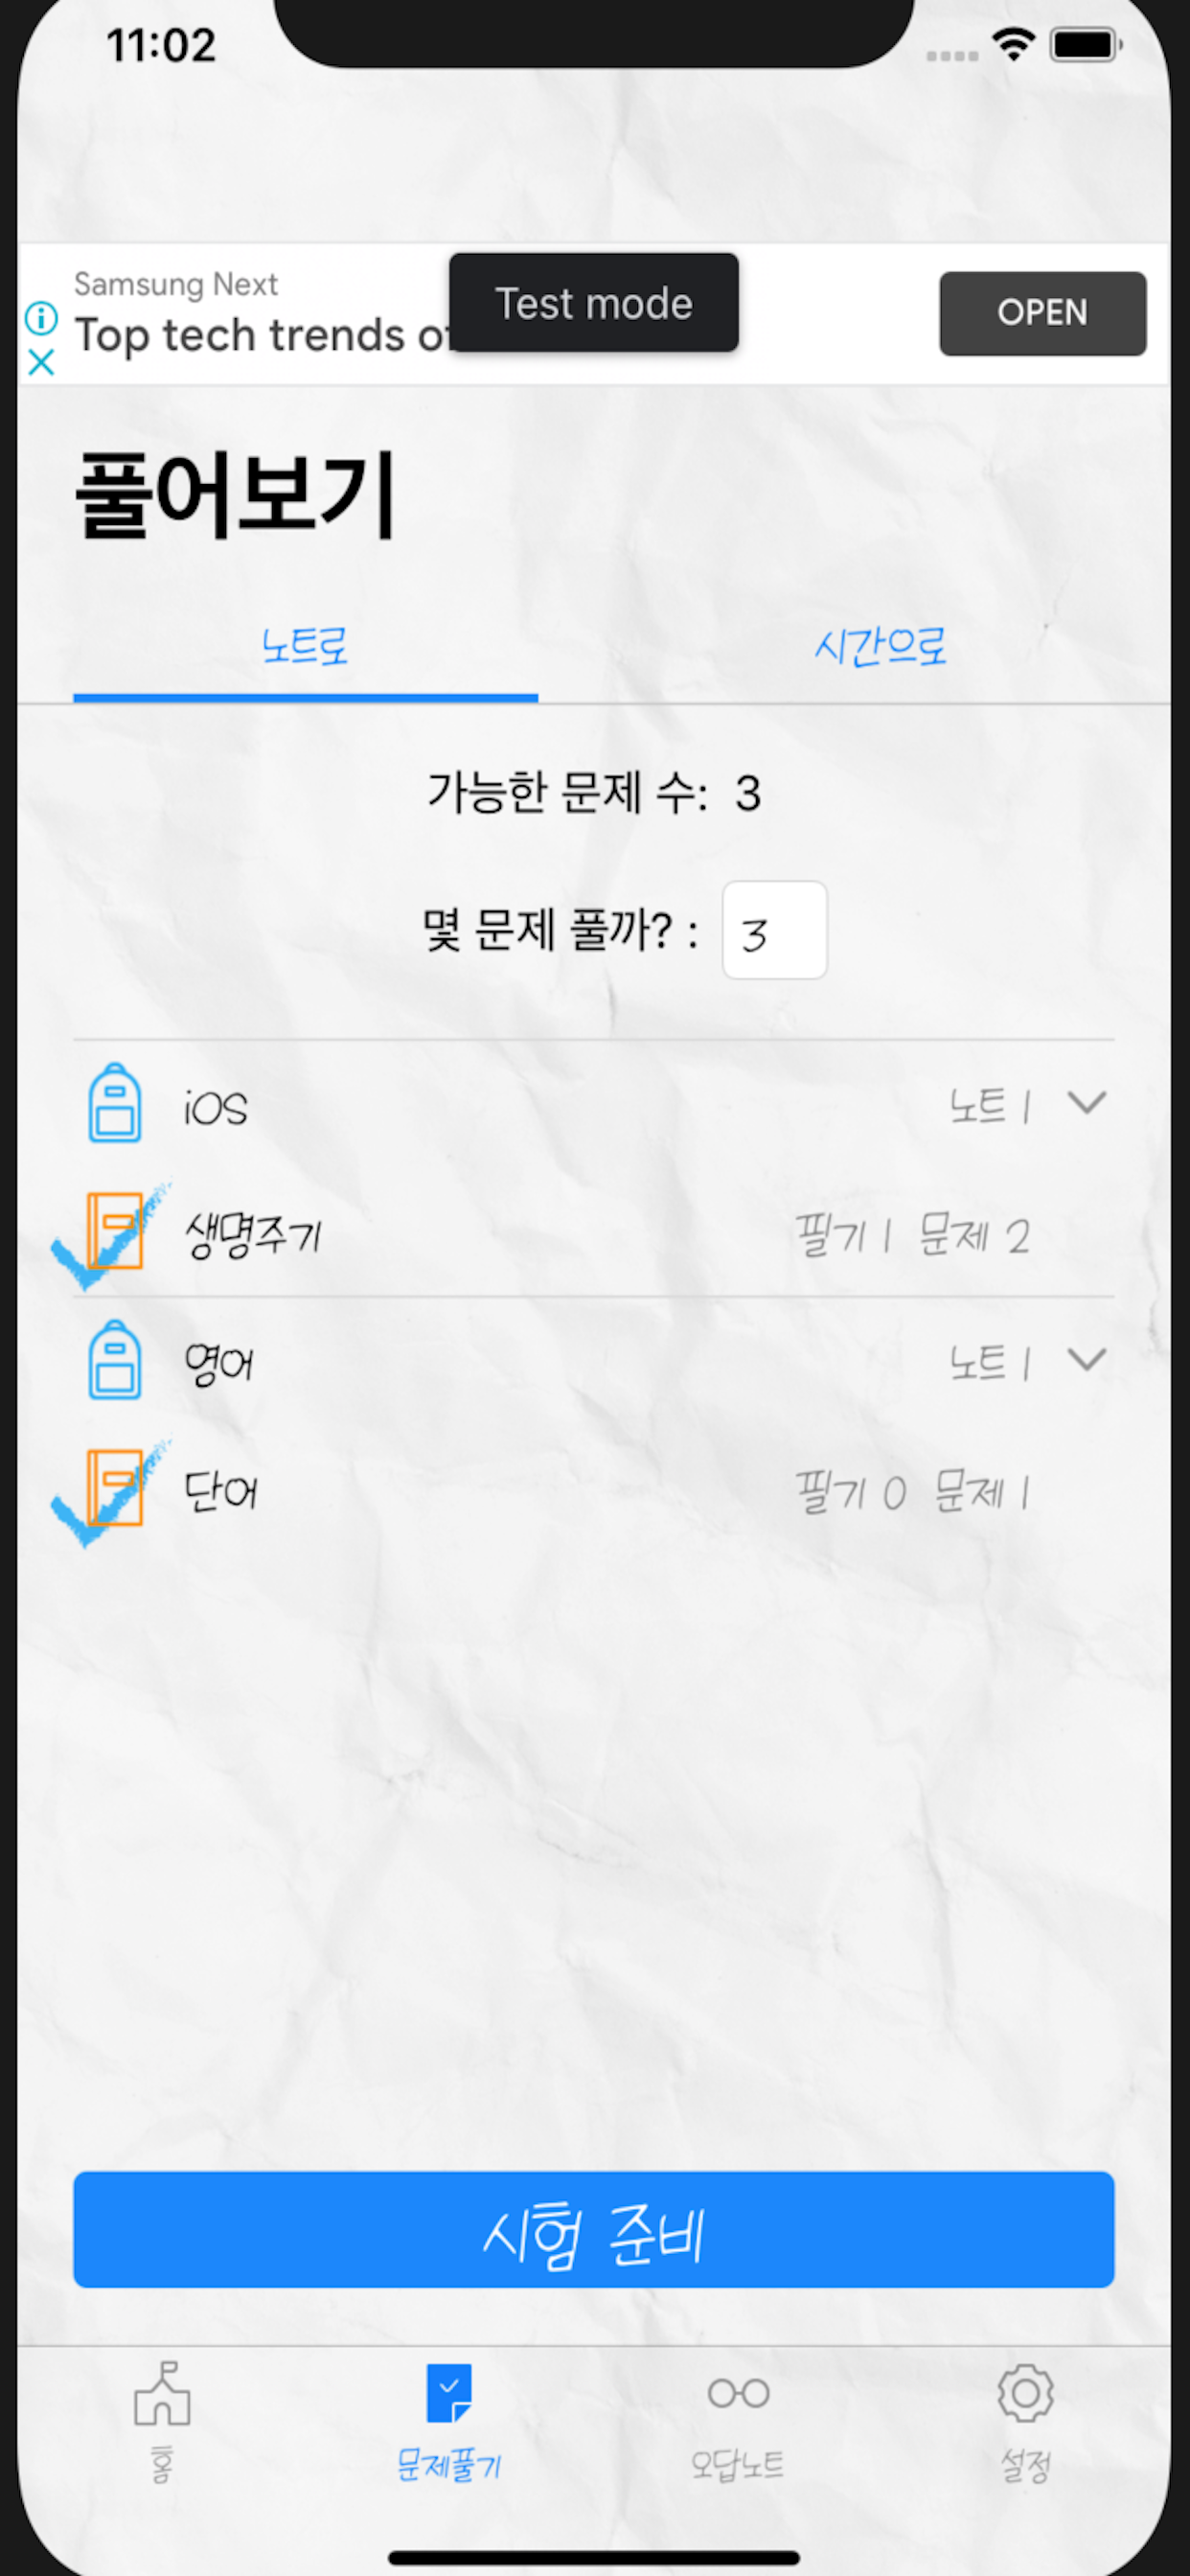 11:02
Samsung Next
Top tech trends
Test mode
OPEN
풀어보기
노트로 시간으로
가능한 문제 수: 3
몇 문제 풀까? : 3
iOS 노트 1
생명주기 필기 1 문제 2
영어 노트 1
단어 필기 0 문제 1
시험 준비
홈 문제풀기 오답노트 설정